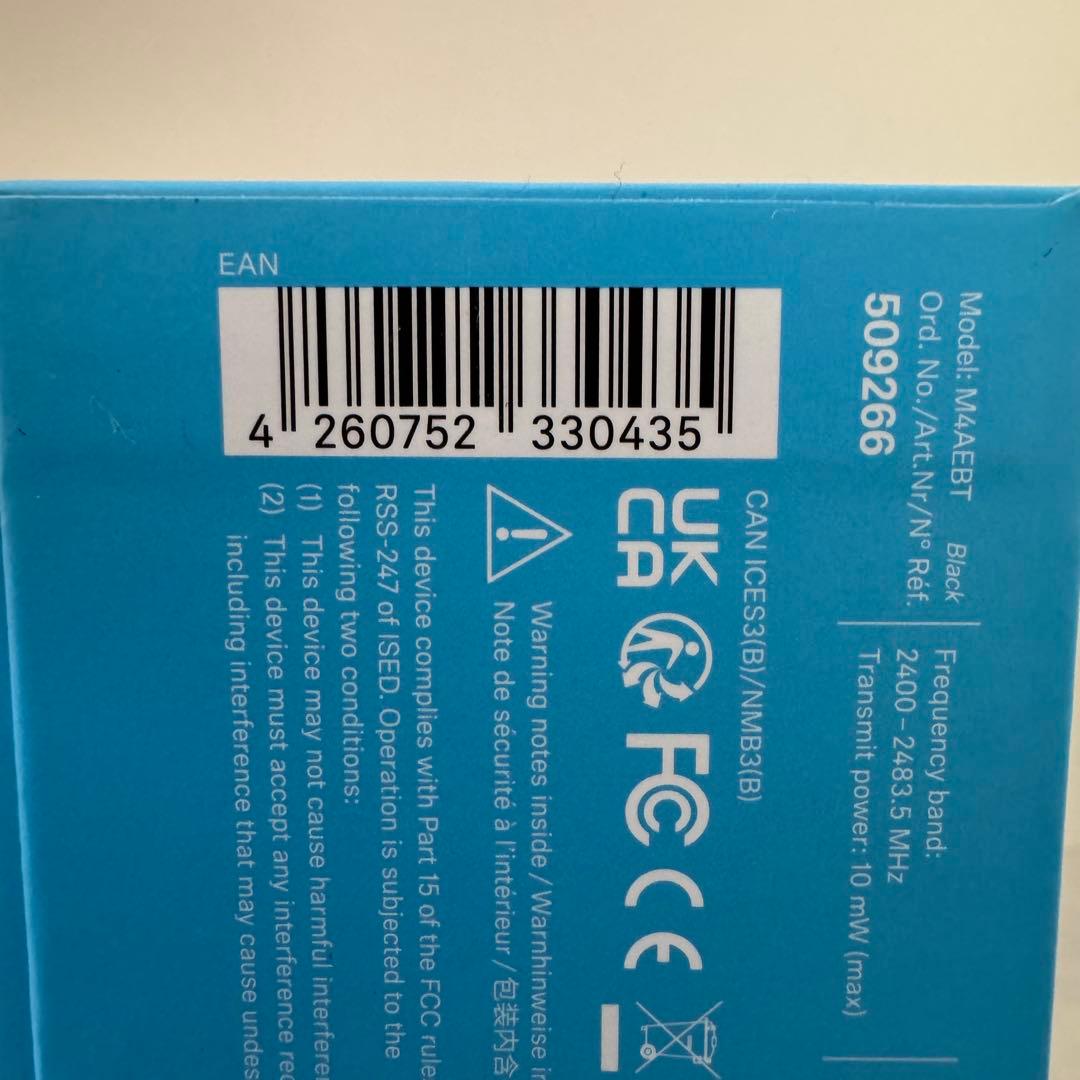 EAN
4 260752 330435
Model: M4AEBT Black
Ord. No./Art.Nr/N° Réf.
509266
Frequency band:
2400 – 2483.5 MHz
Transmit power: 10 mW (max)
CAN ICES3(B)/NMB3(B)
UK
CA
FC CE
Warning notes inside / Warnhinweise
Note de sécurité à l'intérieur / 包装内含
This device complies with Part 15 of the FCC
RSS-247 of ISED. Operation is subjected to the
following two conditions:
(1) This device may not cause harmful
(2) This device must accept any interference
including interference that may cause